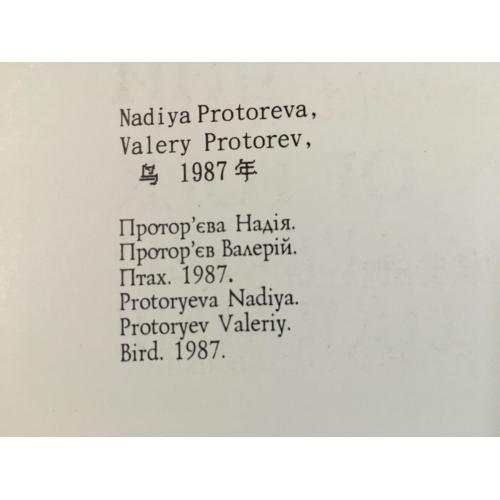 Nadiya Protoreva,
Valery Protorev,
鸟 1987年
Протор'єва Надія.
Протор'єв Валерій.
Птах. 1987.
Protoryeva Nadiya.
Protoryev Valeriy.
Bird. 1987.